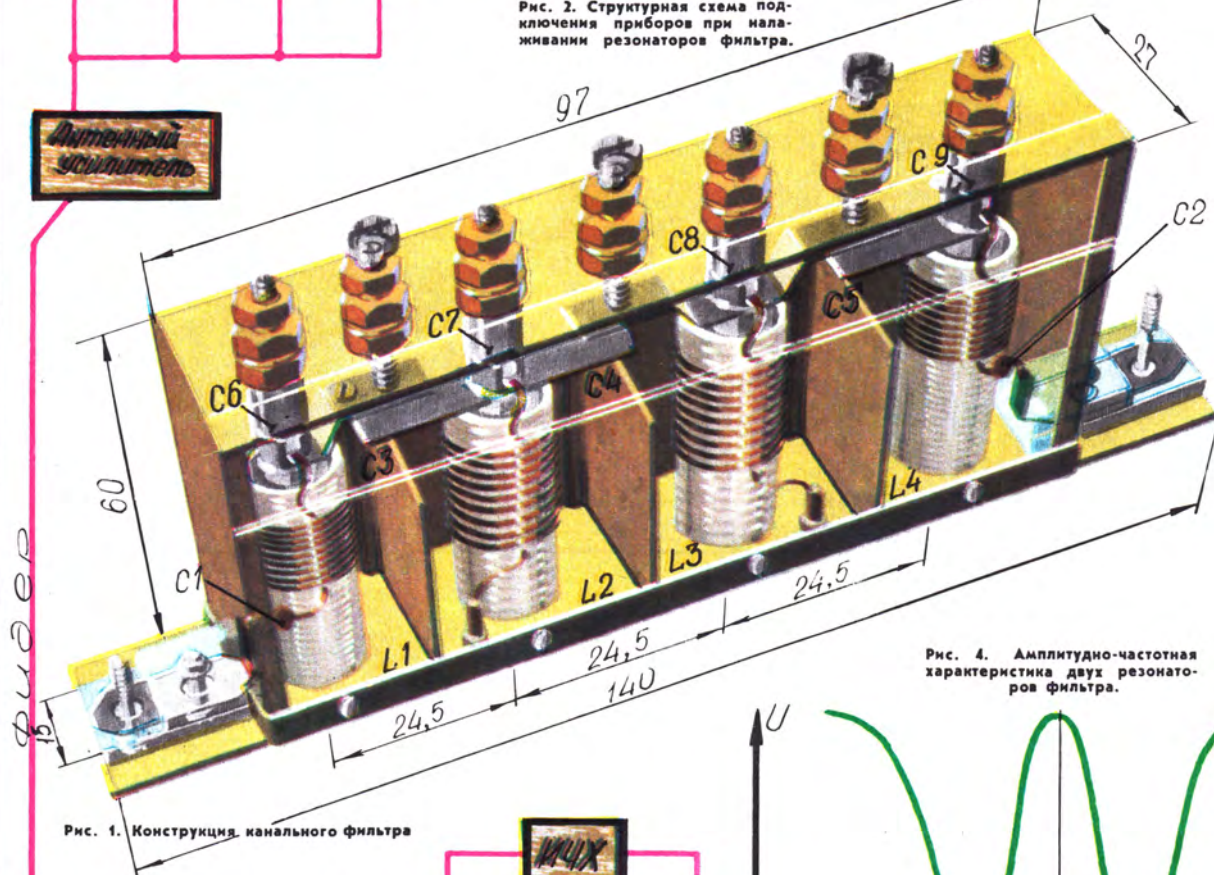 Рис. 2. Структурная схема под-
ключения приборов при нала-
живании резонаторов фильтра.
Антенный
усилитель
97
27
C9
C2
C8
C5
C7
C4
C6
C3
60
C1
L4
L3
L2
L1
24,5
24,5
24,5
140
15
фидер
Рис. 4. Амплитудно-частотная
характеристика двух резонато-
ров фильтра.
U
Рис. 1. Конструкция канального фильтра
ИЧХ